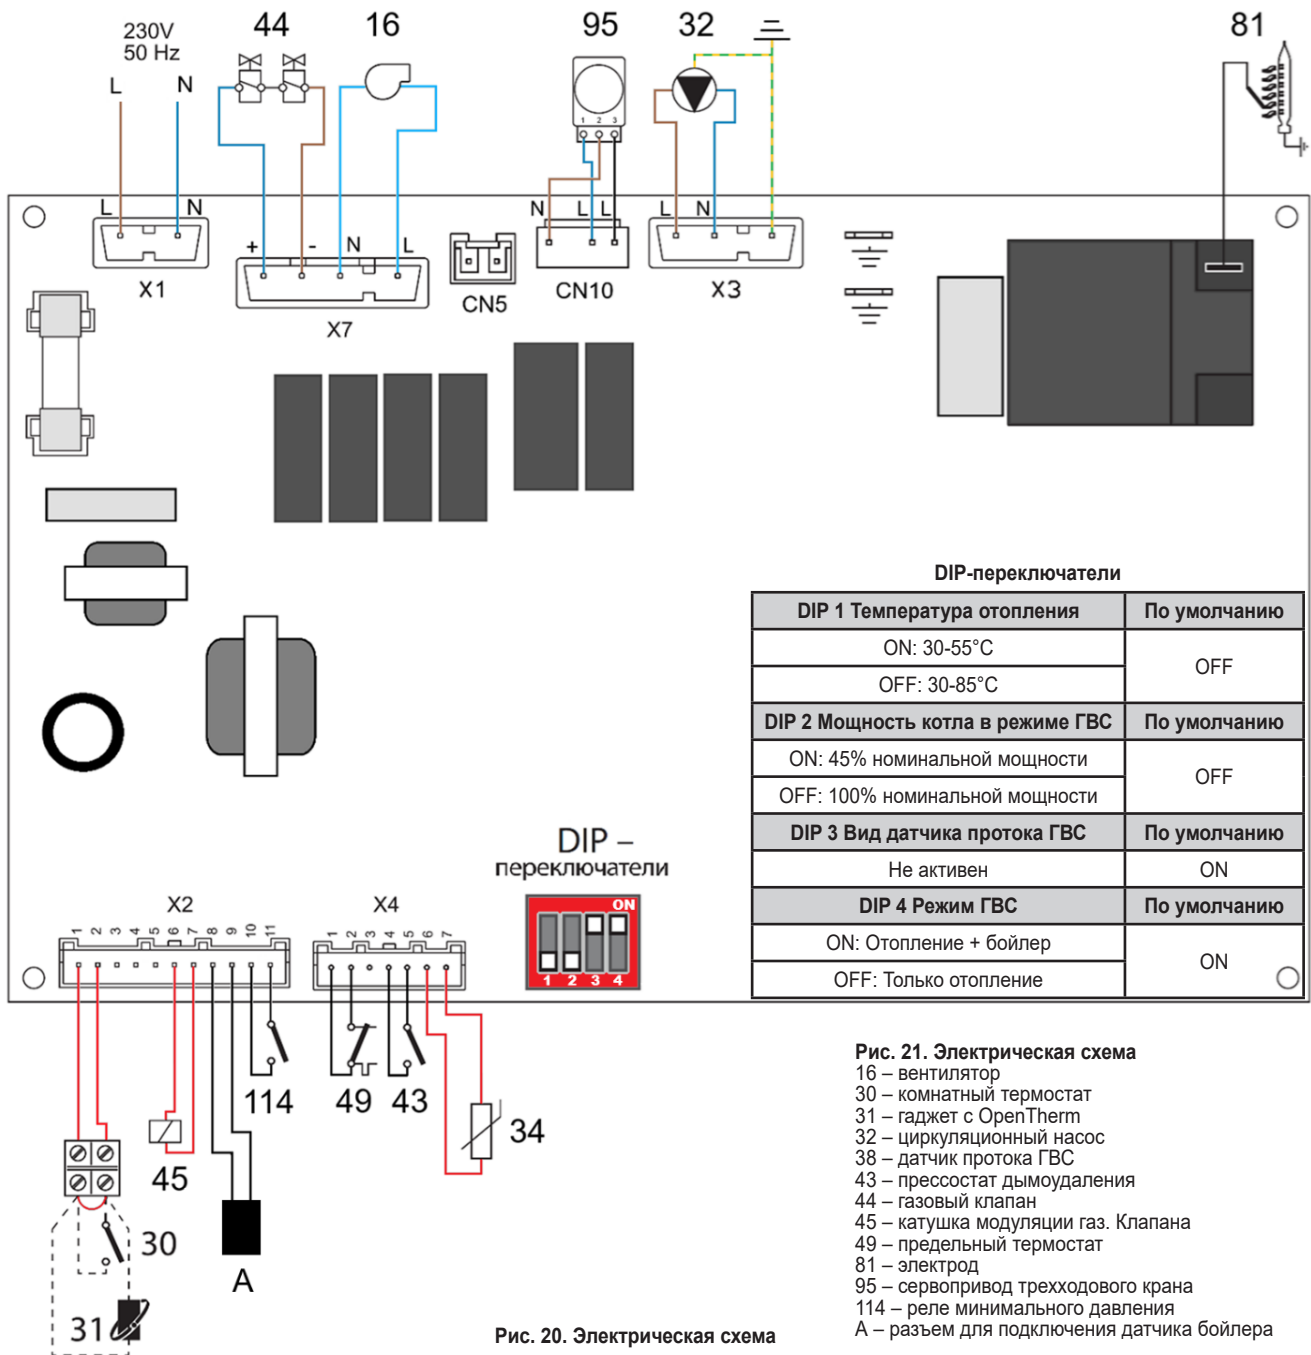 230V
50 Hz
44
16
95
32
81
L
N
1 2 3
L
N
+
-
N
L
N
L
L
L
N
X1
X7
CN5
CN10
X3
DIP-переключатели
DIP 1 Температура отопления
По умолчанию
ON: 30-55°C
OFF
OFF: 30-85°C
DIP 2 Мощность котла в режиме ГВС
По умолчанию
ON: 45% номинальной мощности
OFF
OFF: 100% номинальной мощности
DIP 3 Вид датчика протока ГВС
По умолчанию
Не активен
ON
DIP 4 Режим ГВС
По умолчанию
ON: Отопление + бойлер
ON
OFF: Только отопление
DIP –
переключатели
ON
1 2 3 4
X2
1 2 3 4 5 6 7 8 9 10 11
X4
1 2 3 4 5 6 7
114
49
43
34
45
30
A
31
Рис. 20. Электрическая схема
Рис. 21. Электрическая схема
16 – вентилятор
30 – комнатный термостат
31 – гаджет с OpenTherm
32 – циркуляционный насос
38 – датчик протока ГВС
43 – прессостат дымоудаления
44 – газовый клапан
45 – катушка модуляции газ. Клапана
49 – предельный термостат
81 – электрод
95 – сервопривод трехходового крана
114 – реле минимального давления
А – разъем для подключения датчика бойлера